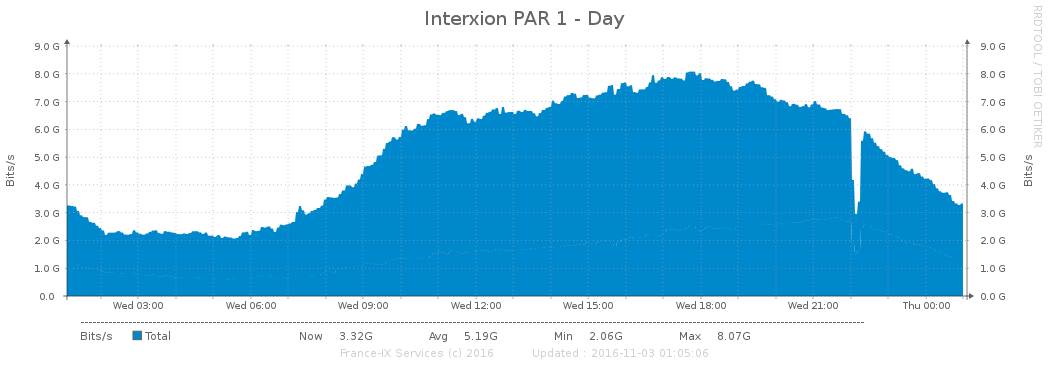 Interxion PAR 1 - Day
RRDTOOL / TOBI OETIKER
Bits/s
Bits/s
9.0 G 9.0 G
8.0 G 8.0 G
7.0 G 7.0 G
6.0 G 6.0 G
5.0 G 5.0 G
4.0 G 4.0 G
3.0 G 3.0 G
2.0 G 2.0 G
1.0 G 1.0 G
0.0 0.0 G
Wed 03:00 Wed 06:00 Wed 09:00 Wed 12:00 Wed 15:00 Wed 18:00 Wed 21:00 Thu 00:00
Bits/s Total Now 3.32G Avg 5.19G Min 2.06G Max 8.07G
France-IX Services (c) 2016 Updated : 2016-11-03 01:05:06